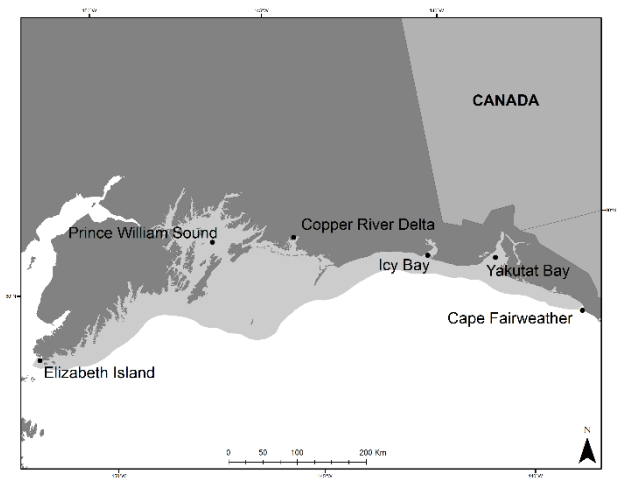 CANADA
Copper River Delta
Prince William Sound
Icy Bay
Yakutat Bay
Cape Fairweather
Elizabeth Island
N
0 50 100 200 Km